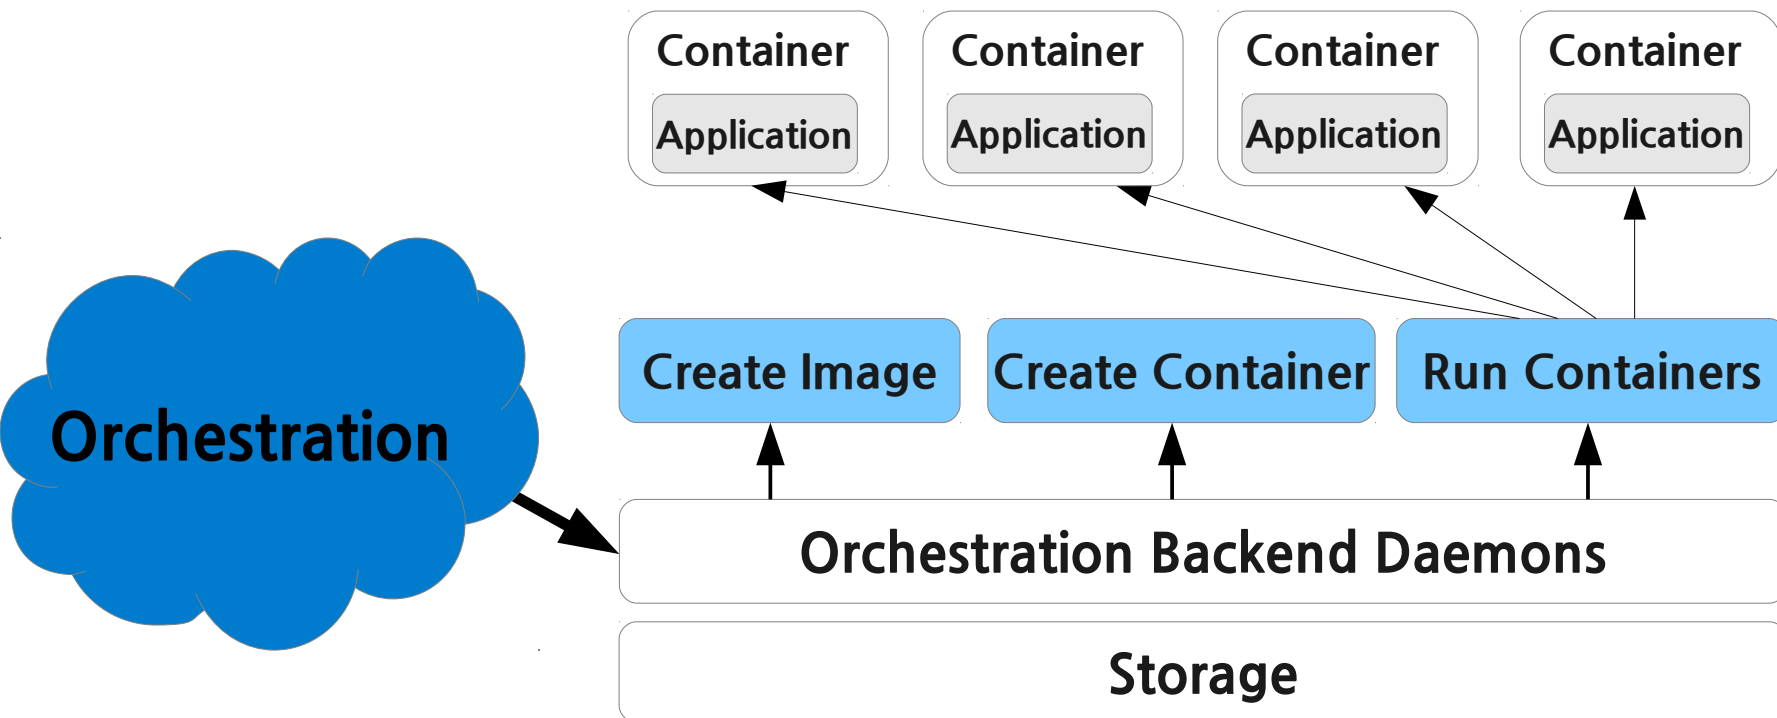 Container
Container
Container
Container
Application
Application
Application
Application
Create Image
Create Container
Run Containers
Orchestration
Orchestration Backend Daemons
Storage